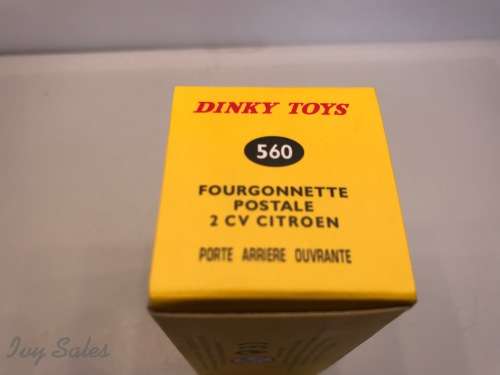 DINKY TOYS
560
FOURGONNETTE
POSTALE
2 CV CITROEN
PORTE ARRIERE OUVRANTE
Ivy Sales